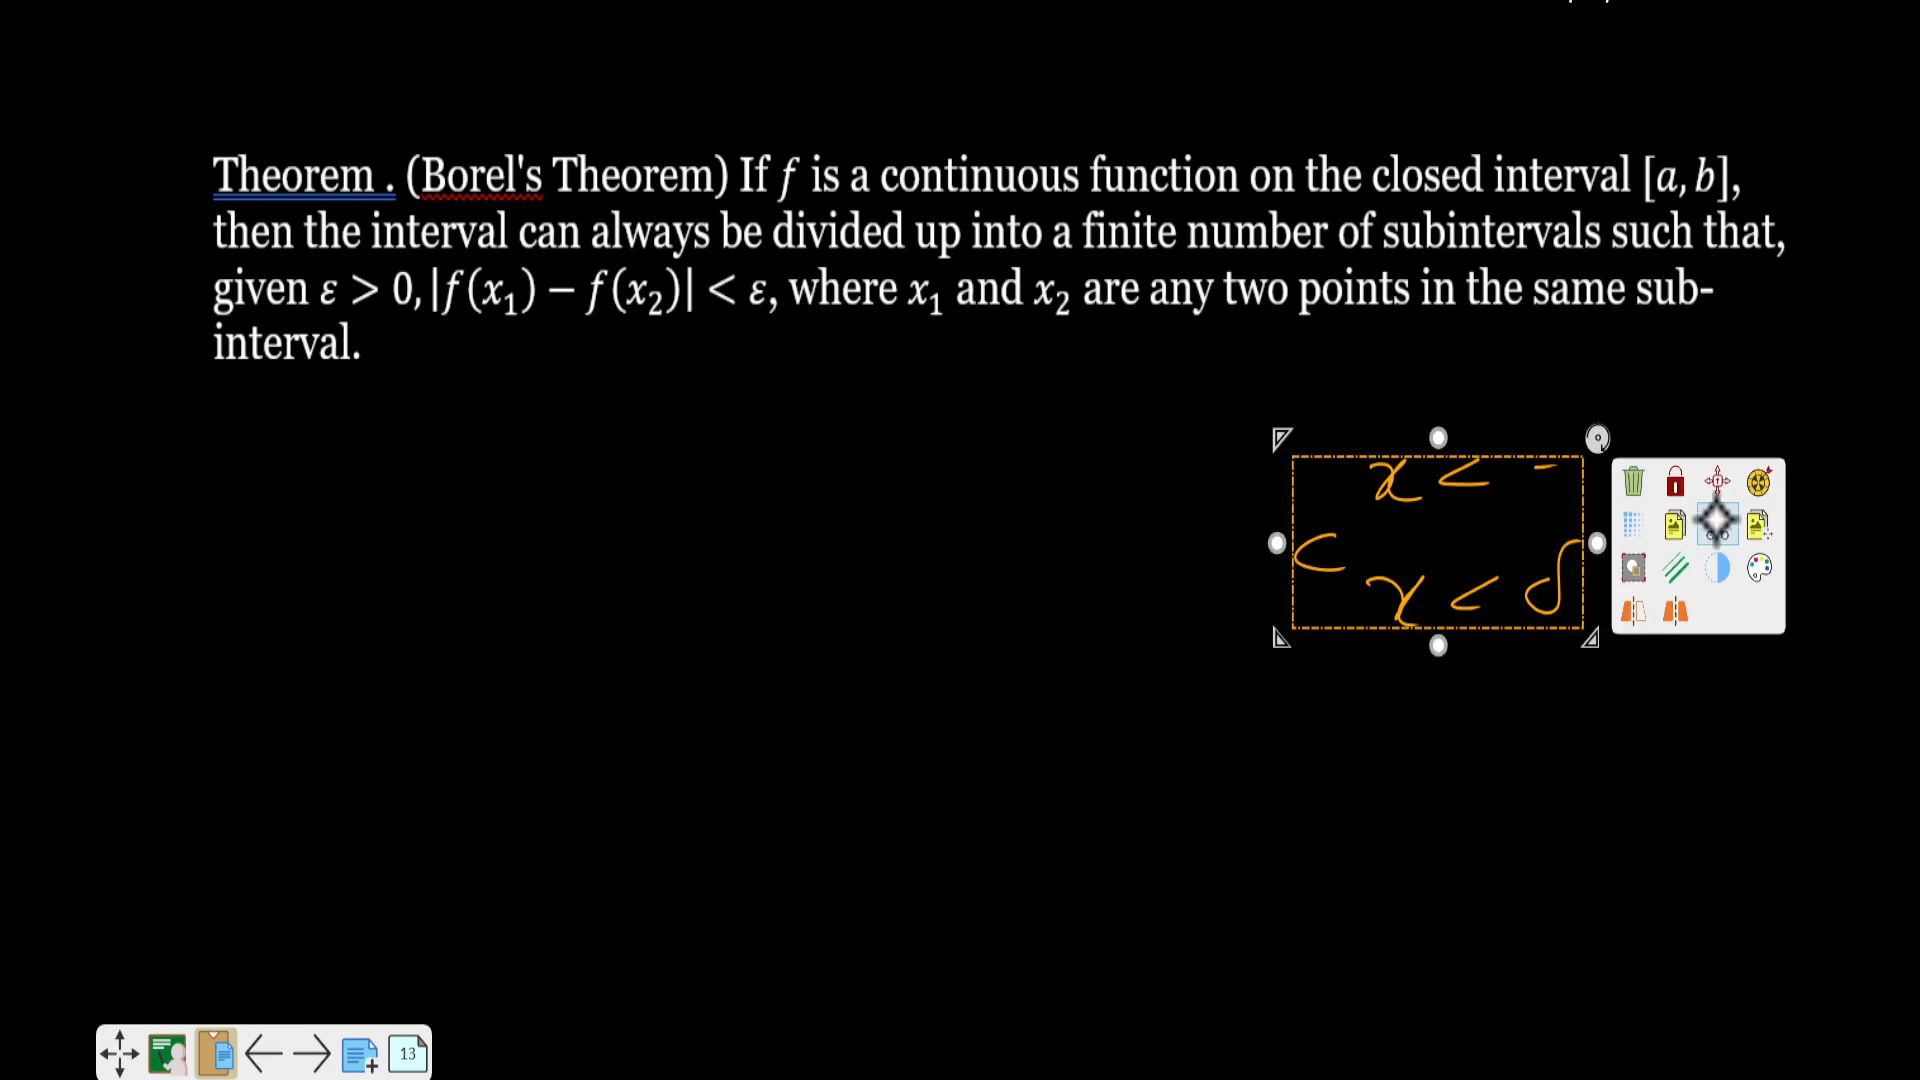 Theorem . (Borel's Theorem) If f is a continuous function on the closed interval [a, b],
then the interval can always be divided up into a finite number of subintervals such that,
given ε > 0, |f(x₁) − f(x₂)| < ε, where x₁ and x₂ are any two points in the same sub-
interval.
x <
x < d
13